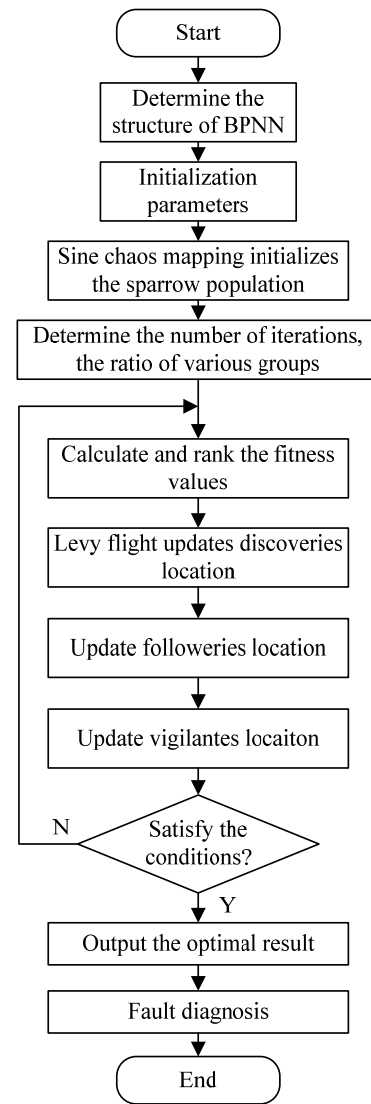 Start
Determine the
structure of BPNN
Initialization
parameters
Sine chaos mapping initializes
the sparrow population
Determine the number of iterations,
the ratio of various groups
Calculate and rank the fitness
values
Levy flight updates discoveries
location
Update followeries location
Update vigilantes locaiton
N
Satisfy the
conditions?
Y
Output the optimal result
Fault diagnosis
End